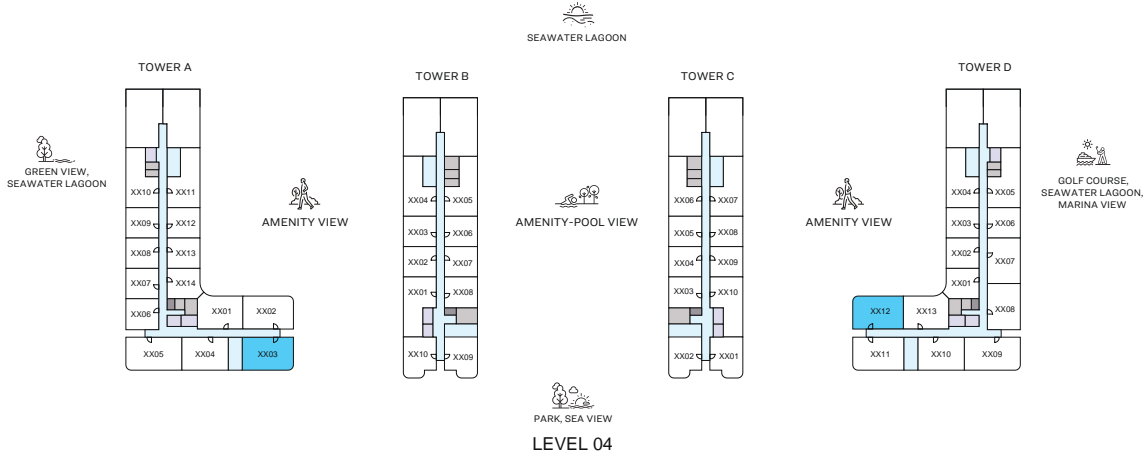 SEAWATER LAGOON
TOWER A
TOWER B
TOWER C
TOWER D
GREEN VIEW,
SEAWATER LAGOON
AMENITY VIEW
AMENITY-POOL VIEW
AMENITY VIEW
GOLF COURSE,
SEAWATER LAGOON,
MARINA VIEW
XX10 XX11
XX09 XX12
XX08 XX13
XX07 XX14
XX06 XX01 XX02
XX05 XX04 XX03
XX04 XX05
XX03 XX06
XX02 XX07
XX01 XX08
XX10 XX09
XX06 XX07
XX05 XX08
XX04 XX09
XX03 XX10
XX02 XX01
XX04 XX05
XX03 XX06
XX02 XX07
XX01
XX12 XX13 XX08
XX11 XX10 XX09
PARK, SEA VIEW
LEVEL 04